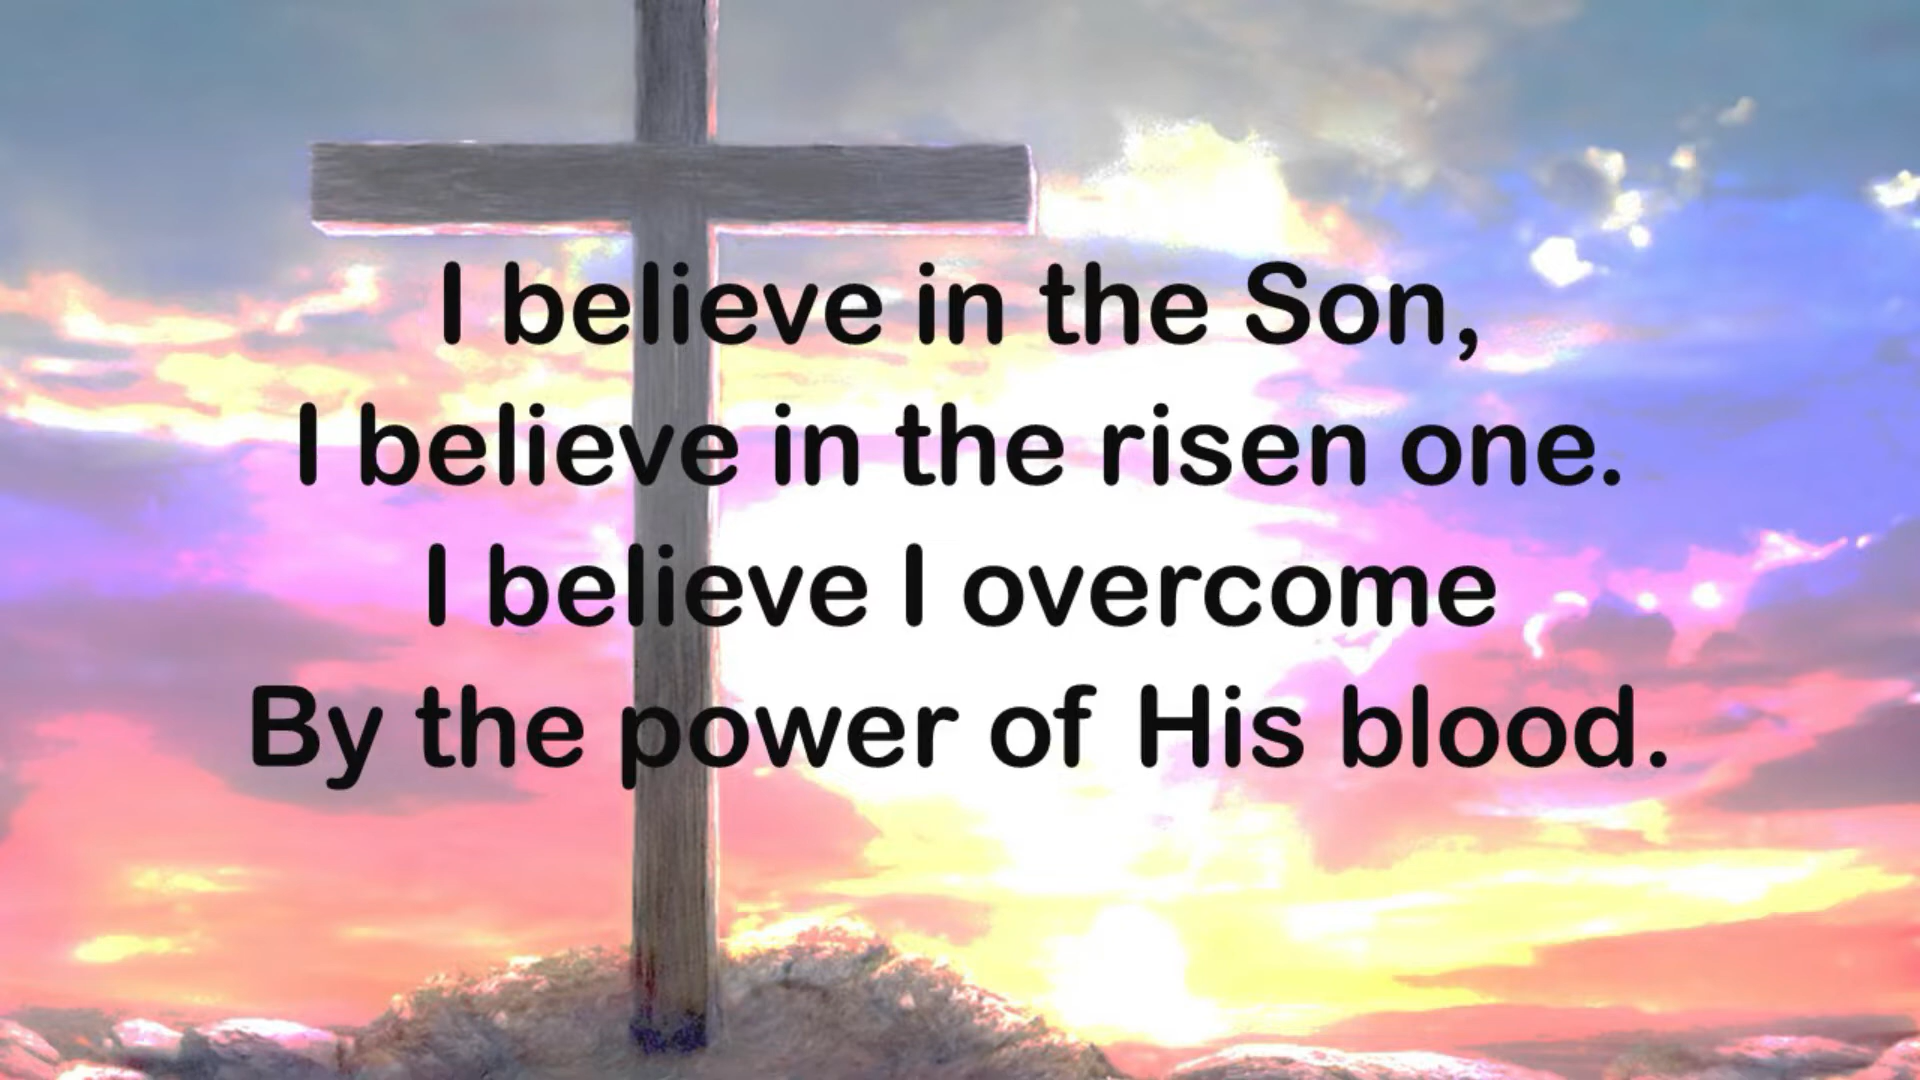 I believe in the Son,
I believe in the risen one.
I believe I overcome
By the power of His blood.